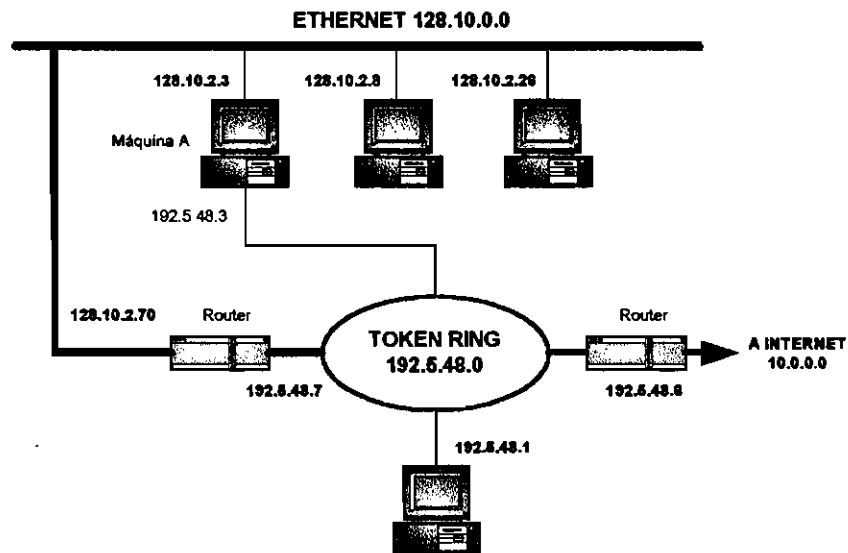 ETHERNET 128.10.0.0
128.10.2.3
128.10.2.8
128.10.2.26
Máquina A
192.5 48.3
128.10.2.70
Router
TOKEN RING
192.5.48.0
Router
A INTERNET
10.0.0.0
192.5.48.7
192.5.48.6
192.5.48.1